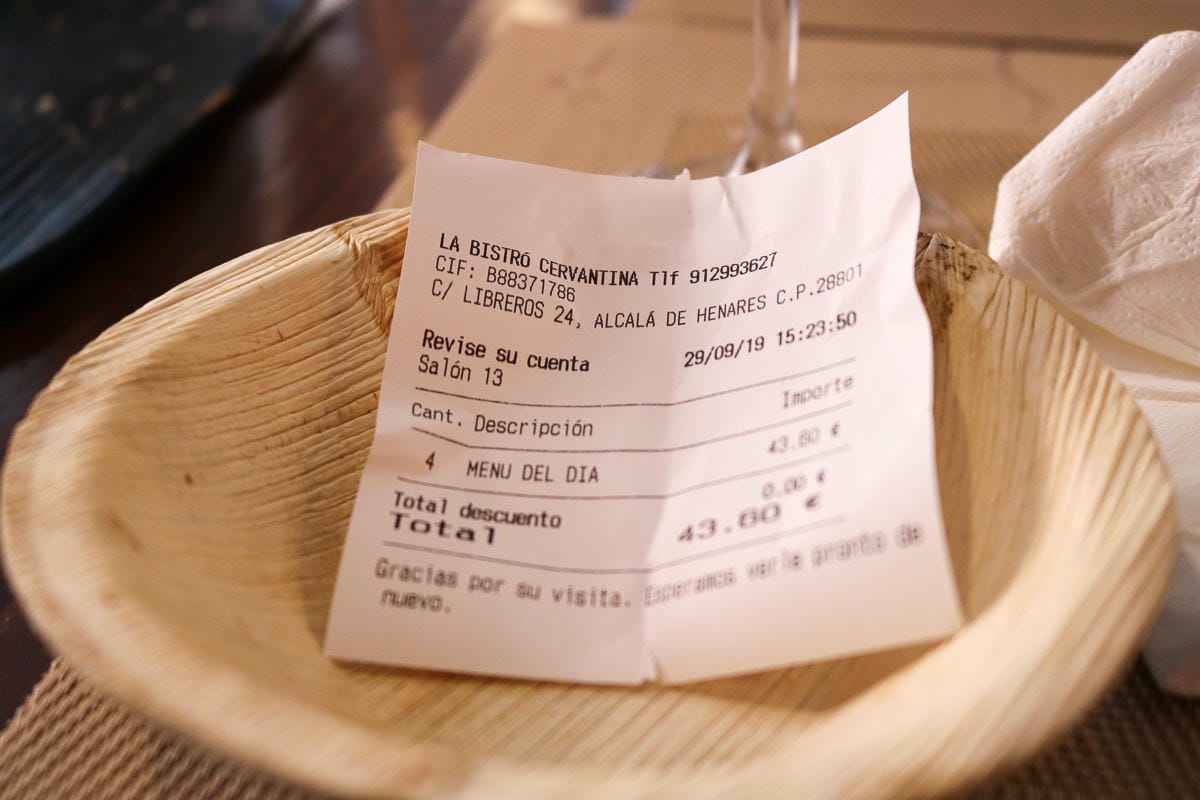 LA BISTRó CERVANTINA Tlf 912993627
CIF: B88371786
C/ LIBREROS 24, ALCALÁ DE HENARES C.P.28801
Revise su cuenta 29/09/19 15:23:50
Salón 13
Cant. Descripción Importe
4 MENU DEL DIA 43.60 €
Total descuento 0.00 €
Total 43.60 €
Gracias por su visita. Esperamos verle pronto de
nuevo.